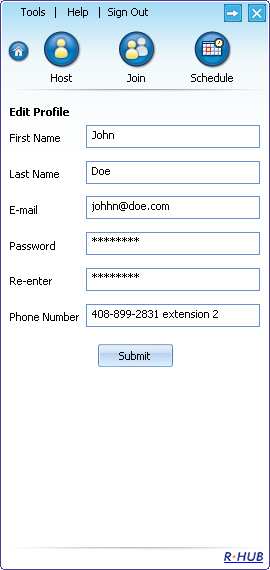 Tools | Help | Sign Out
Host Join Schedule
Edit Profile
First Name John
Last Name Doe
E-mail johhn@doe.com
Password ********
Re-enter ********
Phone Number 408-899-2831 extension 2
Submit
R·HUB